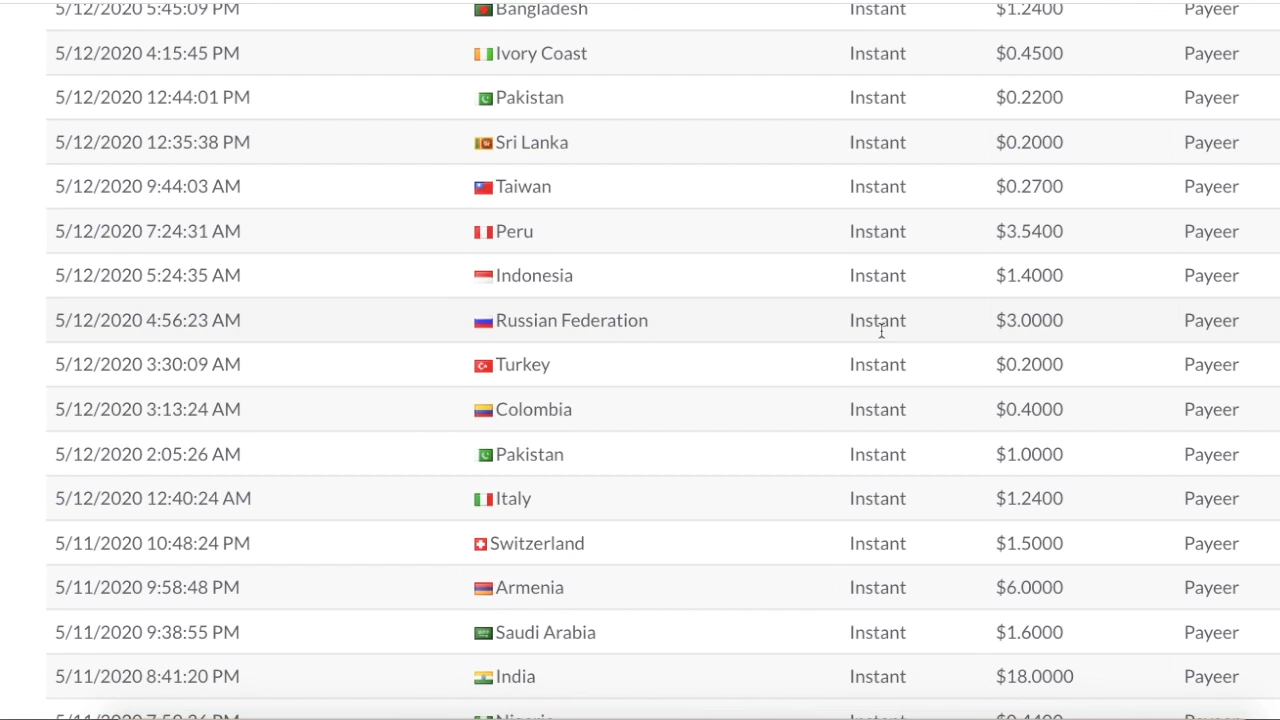 5/12/2020 5:45:09 PM Bangladesh Instant $1.2400 Payeer
5/12/2020 4:15:45 PM Ivory Coast Instant $0.4500 Payeer
5/12/2020 12:44:01 PM Pakistan Instant $0.2200 Payeer
5/12/2020 12:35:38 PM Sri Lanka Instant $0.2000 Payeer
5/12/2020 9:44:03 AM Taiwan Instant $0.2700 Payeer
5/12/2020 7:24:31 AM Peru Instant $3.5400 Payeer
5/12/2020 5:24:35 AM Indonesia Instant $1.4000 Payeer
5/12/2020 4:56:23 AM Russian Federation Instant $3.0000 Payeer
5/12/2020 3:30:09 AM Turkey Instant $0.2000 Payeer
5/12/2020 3:13:24 AM Colombia Instant $0.4000 Payeer
5/12/2020 2:05:26 AM Pakistan Instant $1.0000 Payeer
5/12/2020 12:40:24 AM Italy Instant $1.2400 Payeer
5/11/2020 10:48:24 PM Switzerland Instant $1.5000 Payeer
5/11/2020 9:58:48 PM Armenia Instant $6.0000 Payeer
5/11/2020 9:38:55 PM Saudi Arabia Instant $1.6000 Payeer
5/11/2020 8:41:20 PM India Instant $18.0000 Payeer